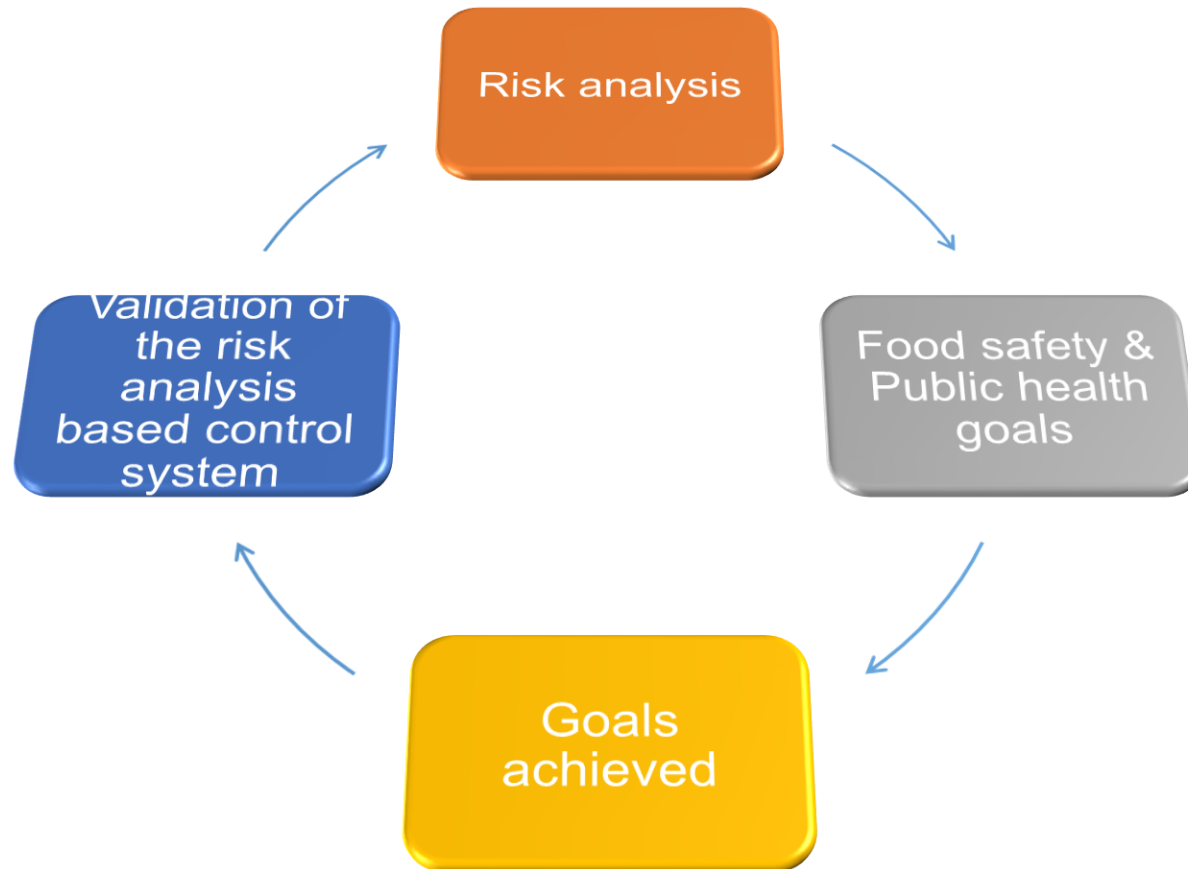 Risk analysis
Food safety &
Public health
goals
Goals
achieved
Validation of
the risk
analysis
based control
system